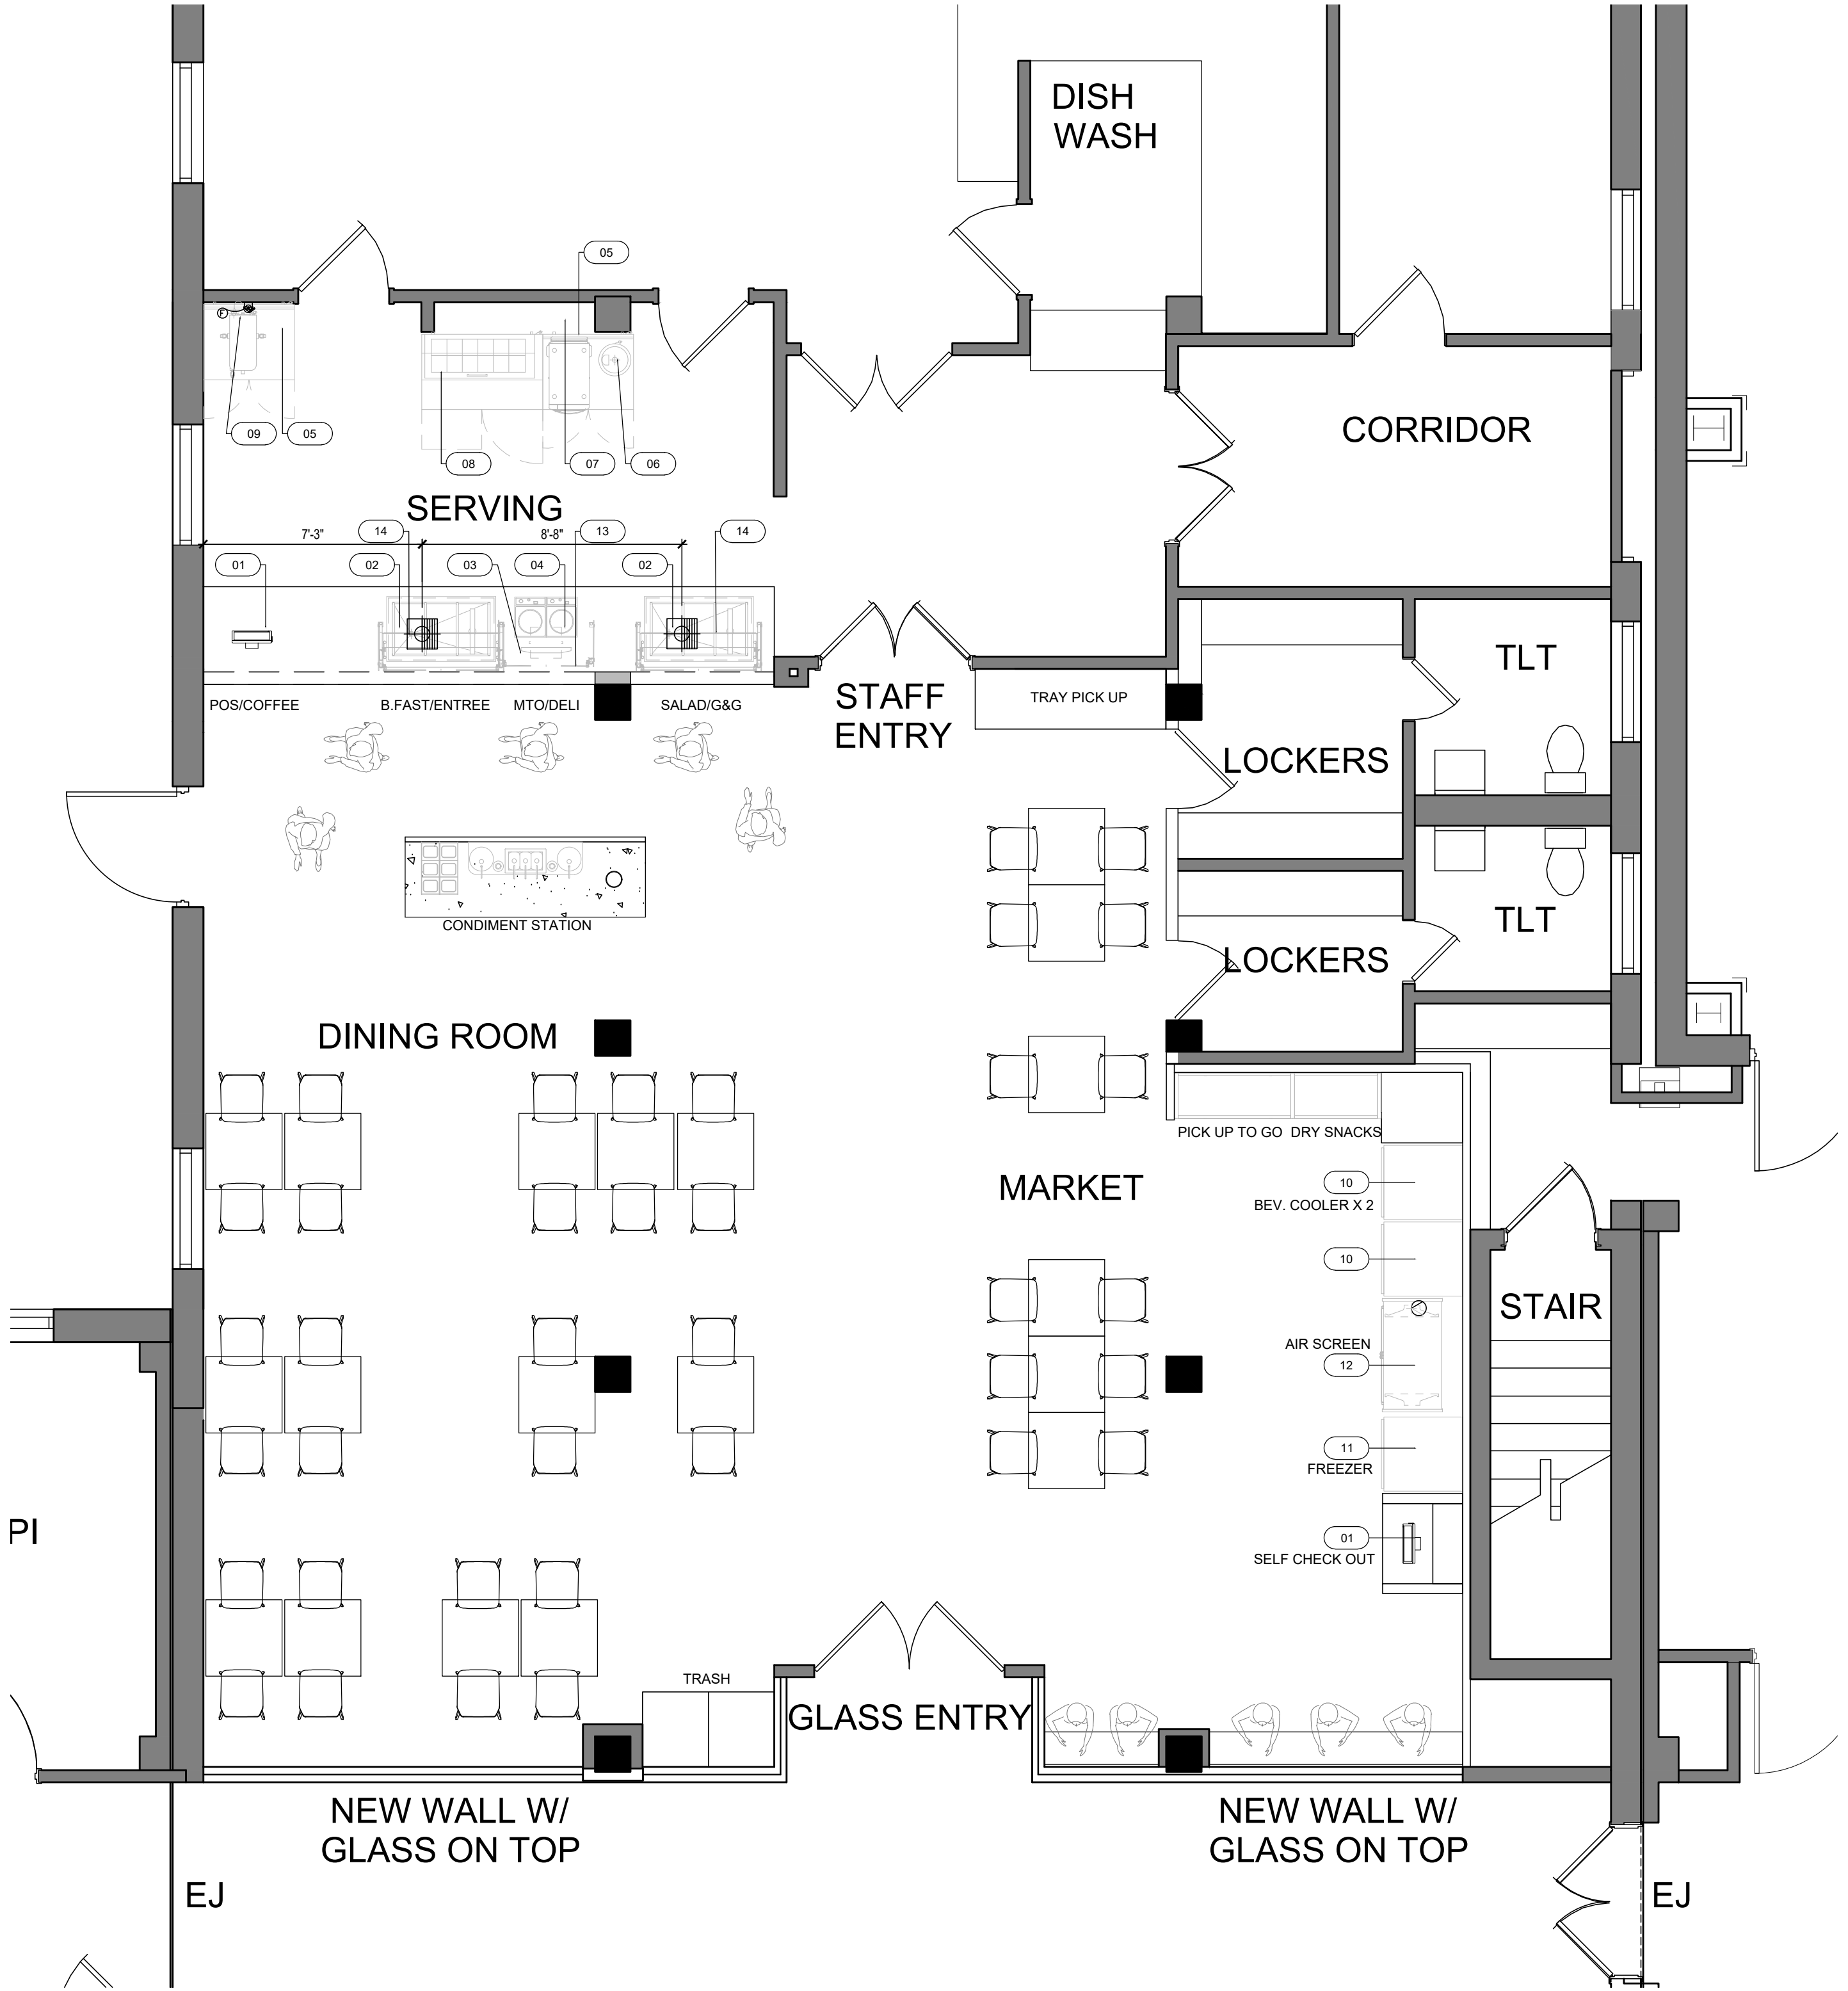 DISH
WASH
05
F
09
05
08
07
06
CORRIDOR
SERVING
7'-3"
14
8'-8"
13
14
01
02
03
04
02
TLT
POS/COFFEE
B.FAST/ENTREE
MTO/DELI
SALAD/G&G
STAFF
ENTRY
TRAY PICK UP
LOCKERS
CONDIMENT STATION
TLT
LOCKERS
DINING ROOM
PICK UP TO GO
DRY SNACKS
MARKET
10
BEV. COOLER X 2
10
STAIR
AIR SCREEN
12
11
FREEZER
PI
01
SELF CHECK OUT
TRASH
GLASS ENTRY
NEW WALL W/
GLASS ON TOP
NEW WALL W/
GLASS ON TOP
EJ
EJ